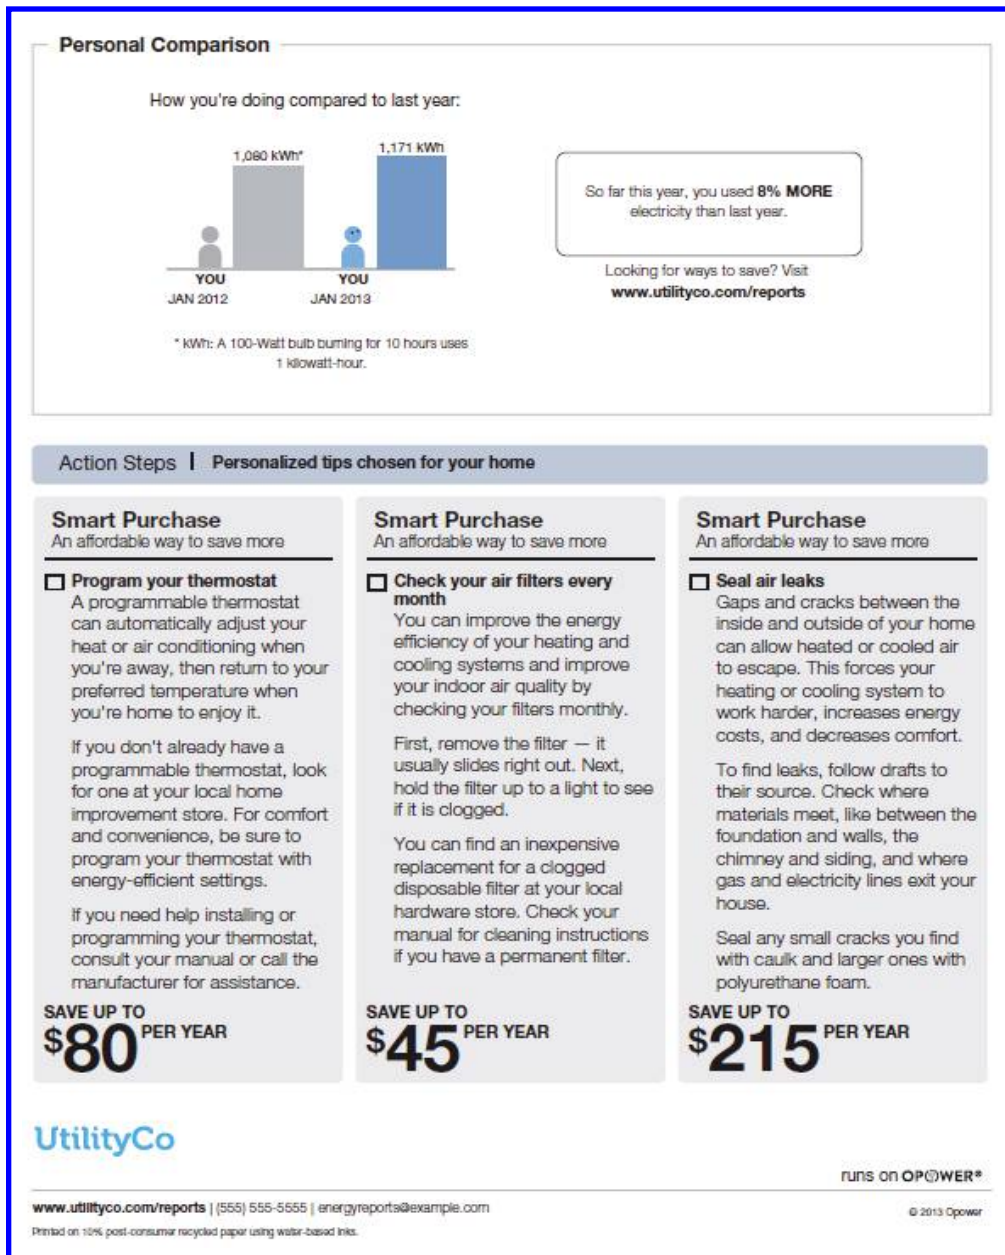 Personal Comparison
How you're doing compared to last year:
1,080 kWh*
1,171 kWh
YOU
JAN 2012
YOU
JAN 2013
* kWh: A 100-Watt bulb burning for 10 hours uses
1 kilowatt-hour.
So far this year, you used 8% MORE
electricity than last year.
Looking for ways to save? Visit
www.utilityco.com/reports
Action Steps | Personalized tips chosen for your home
Smart Purchase
An affordable way to save more
Program your thermostat
A programmable thermostat
can automatically adjust your
heat or air conditioning when
you're away, then return to your
preferred temperature when
you're home to enjoy it.
If you don't already have a
programmable thermostat, look
for one at your local home
improvement store. For comfort
and convenience, be sure to
program your thermostat with
energy-efficient settings.
If you need help installing or
programming your thermostat,
consult your manual or call the
manufacturer for assistance.
SAVE UP TO
$80 PER YEAR
Smart Purchase
An affordable way to save more
Check your air filters every
month
You can improve the energy
efficiency of your heating and
cooling systems and improve
your indoor air quality by
checking your filters monthly.
First, remove the filter — it
usually slides right out. Next,
hold the filter up to a light to see
if it is clogged.
You can find an inexpensive
replacement for a clogged
disposable filter at your local
hardware store. Check your
manual for cleaning instructions
if you have a permanent filter.
SAVE UP TO
$45 PER YEAR
Smart Purchase
An affordable way to save more
Seal air leaks
Gaps and cracks between the
inside and outside of your home
can allow heated or cooled air
to escape. This forces your
heating or cooling system to
work harder, increases energy
costs, and decreases comfort.
To find leaks, follow drafts to
their source. Check where
materials meet, like between the
foundation and walls, the
chimney and siding, and where
gas and electricity lines exit your
house.
Seal any small cracks you find
with caulk and larger ones with
polyurethane foam.
SAVE UP TO
$215 PER YEAR
UtilityCo
runs on OPOWER®
www.utilityco.com/reports | (555) 555-5555 | energyreports@example.com
© 2013 Opower
Printed on 10% post-consumer recycled paper using water-based inks.